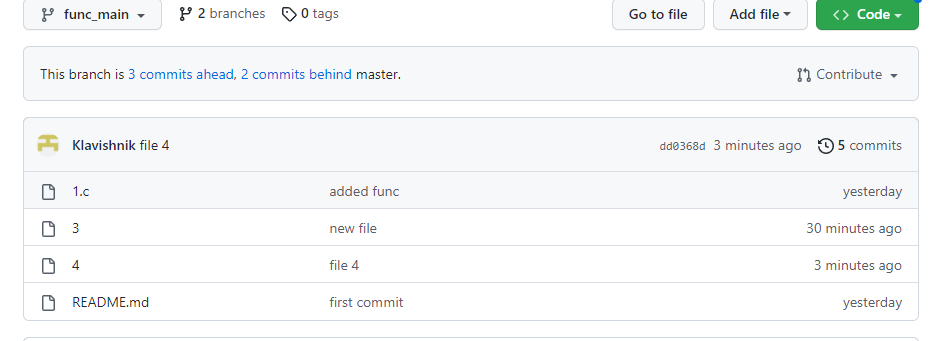 func_main 2 branches 0 tags Go to file Add file Code
This branch is 3 commits ahead, 2 commits behind master. Contribute
Klavishnik file 4 dd0368d 3 minutes ago 5 commits
1.c added func yesterday
3 new file 30 minutes ago
4 file 4 3 minutes ago
README.md first commit yesterday